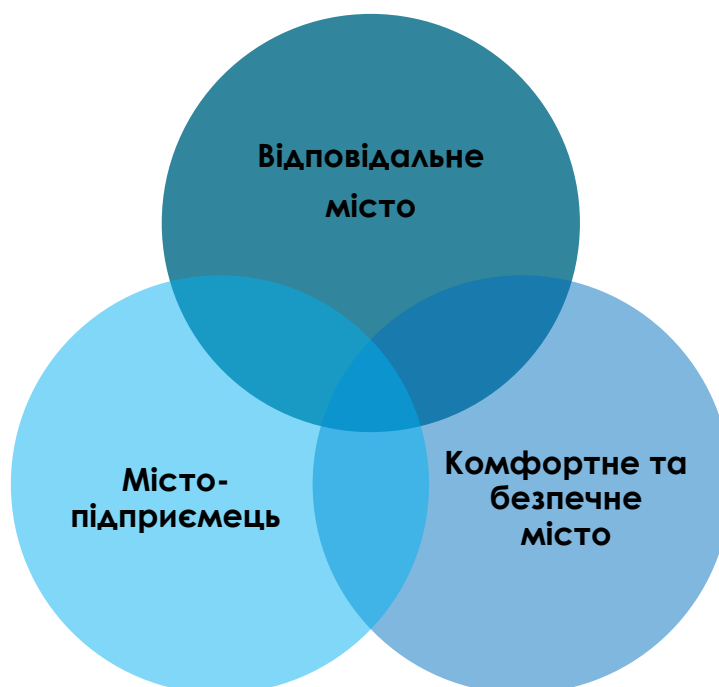 Відповідальне
місто
Місто-
підприємець
Комфортне та
безпечне
місто